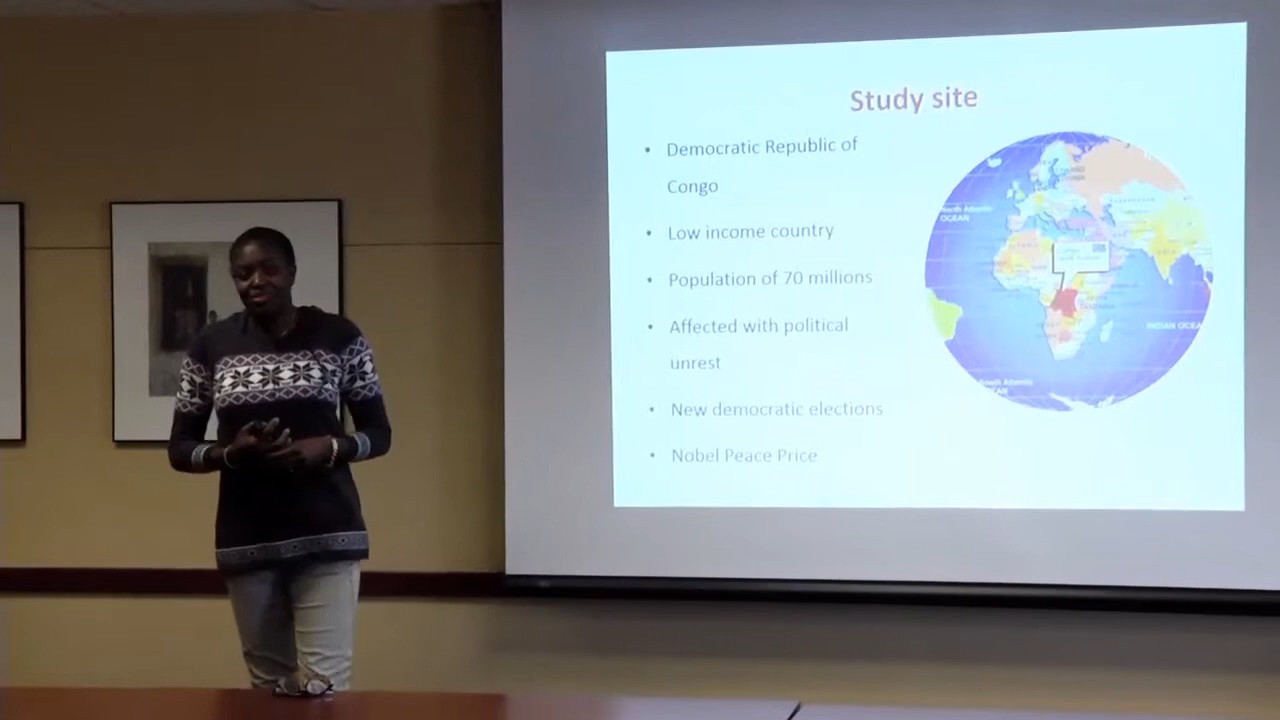 Study site
• Democratic Republic of
Congo
• Low income country
• Population of 70 millions
• Affected with political
unrest
• New democratic elections
• Nobel Peace Price
OCEAN
South Atlantic
INDIAN OCEA